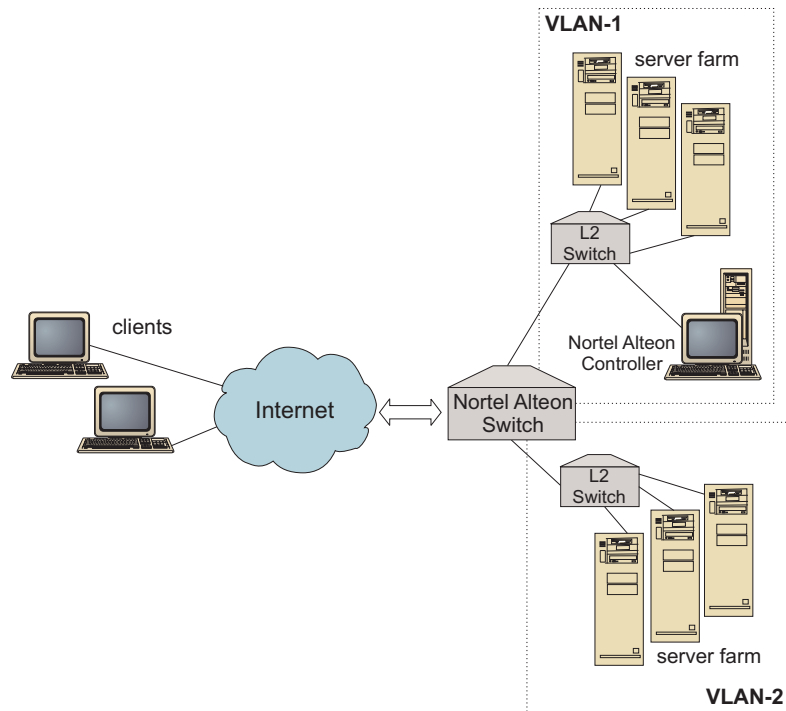 VLAN-1
server farm
L2
Switch
clients
Nortel Alteon
Controller
Internet
Nortel Alteon
Switch
L2
Switch
server farm
VLAN-2